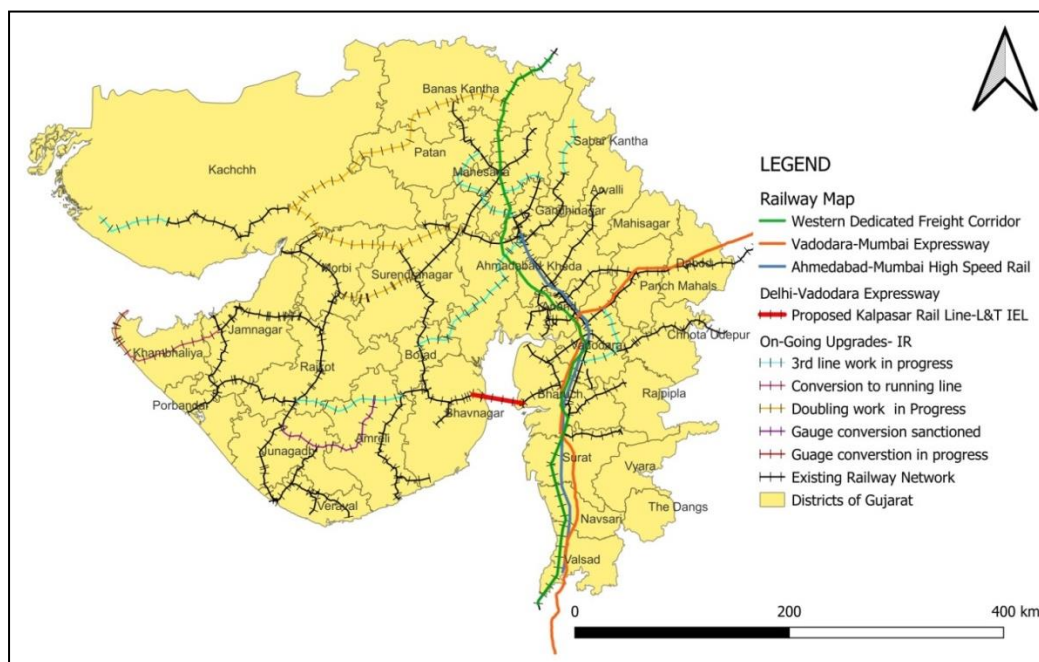 Banas Kantha
Sabar Kantha
Patan
Kachchh
Mahesana
Arvalli
Gandhinagar
Mahisagar
Ahmadabad
Kheda
Dahod
Morbi
Surendranagar
Panch Mahals
Anand
Jamnagar
Vadodara
Chhota Udepur
Khambhaliya
Rajkot
Botad
Rajpipla
Bharuch
Porbandar
Bhavnagar
Amreli
Junagadh
Surat
Vyara
Veraval
The Dangs
Navsari
Valsad
LEGEND
Railway Map
Western Dedicated Freight Corridor
Vadodara-Mumbai Expressway
Ahmedabad-Mumbai High Speed Rail
Delhi-Vadodara Expressway
Proposed Kalpasar Rail Line-L&T IEL
On-Going Upgrades- IR
3rd line work in progress
Conversion to running line
Doubling work in Progress
Gauge conversion sanctioned
Guage converstion in progress
Existing Railway Network
Districts of Gujarat
0 200 400 km